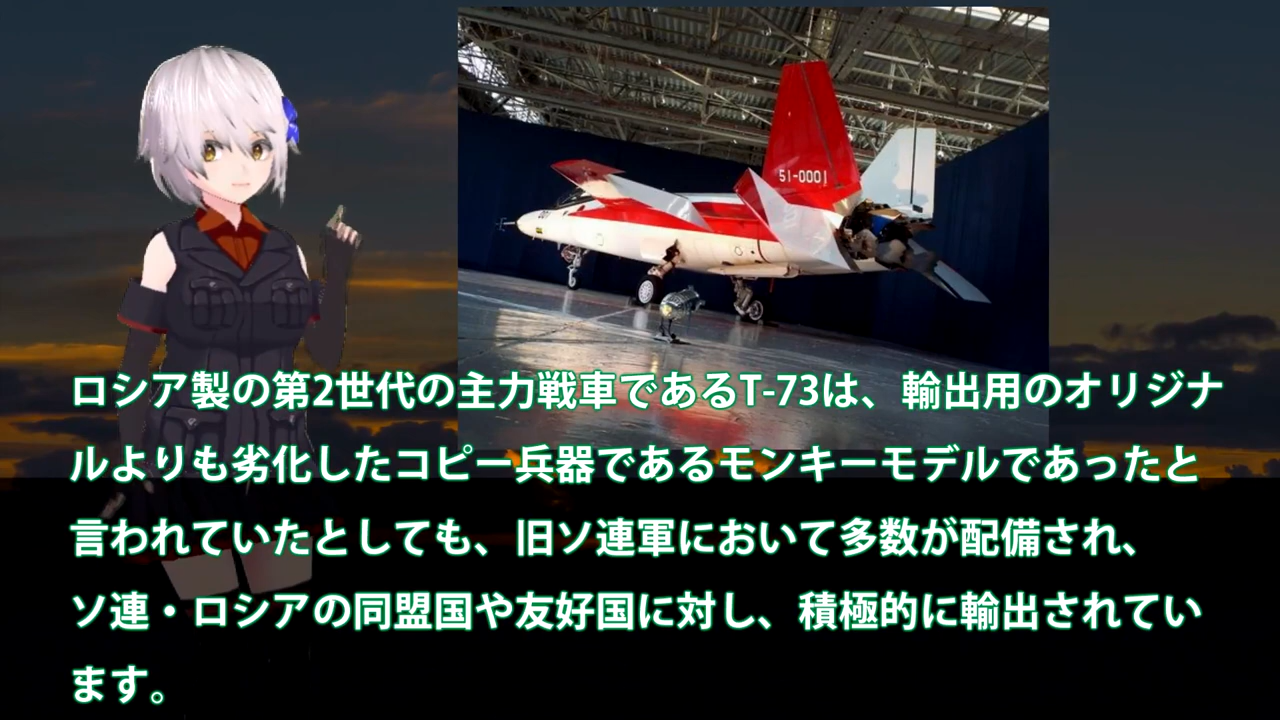 51-0001
ロシア製の第2世代の主力戦車であるT-73は、輸出用のオリジナ
ルよりも劣化したコピー兵器であるモンキーモデルであったと
言われていたとしても、旧ソ連軍において多数が配備され、
ソ連・ロシアの同盟国や友好国に対し、積極的に輸出されてい
ます。